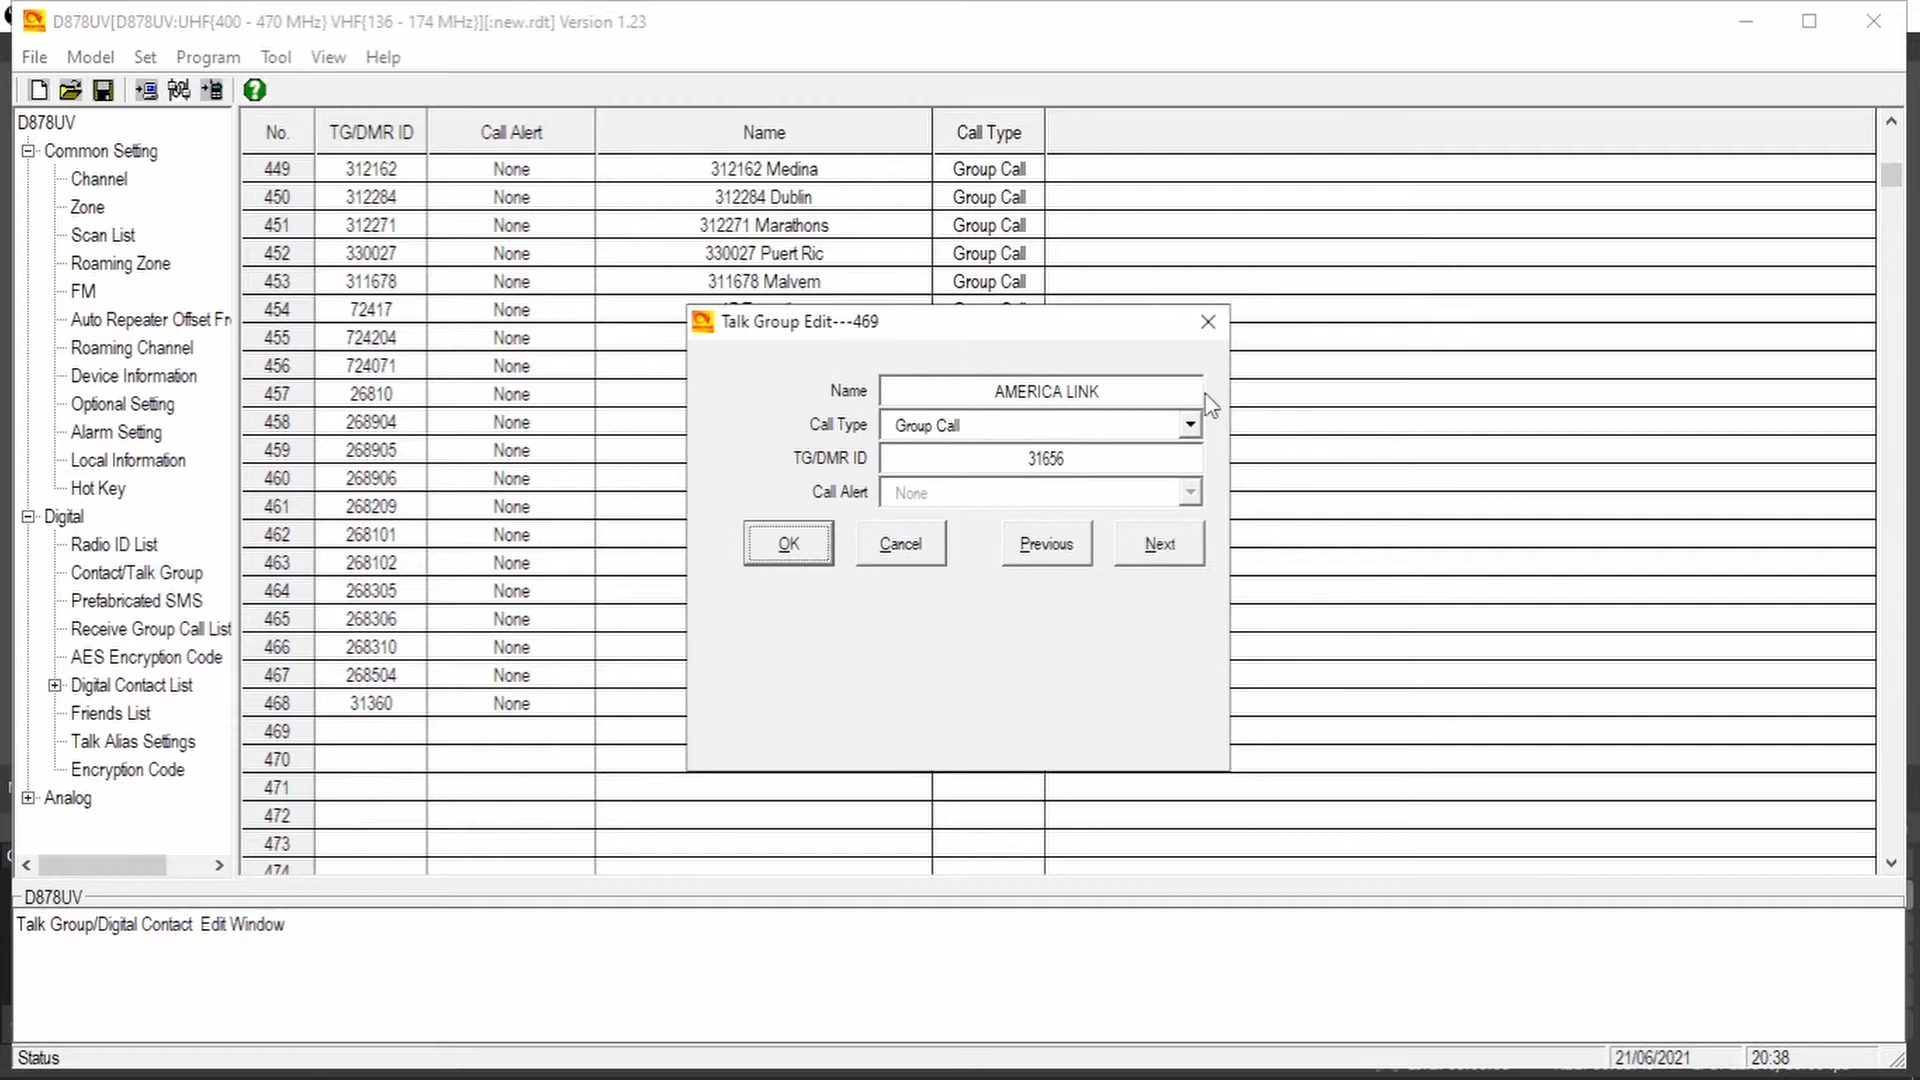 D878UV[D878UV:UHF{400 - 470 MHz} VHF{136 - 174 MHz}][:new.rdt] Version 1.23
File Model Set Program Tool View Help
D878UV
Common Setting
Channel
Zone
Scan List
Roaming Zone
FM
Auto Repeater Offset Fr
Roaming Channel
Device Information
Optional Setting
Alarm Setting
Local Information
Hot Key
Digital
Radio ID List
Contact/Talk Group
Prefabricated SMS
Receive Group Call List
AES Encryption Code
Digital Contact List
Friends List
Talk Alias Settings
Encryption Code
Analog
No. TG/DMR ID Call Alert Name Call Type
449 312162 None 312162 Medina Group Call
450 312284 None 312284 Dublin Group Call
451 312271 None 312271 Marathons Group Call
452 330027 None 330027 Puert Ric Group Call
453 311678 None 311678 Malvern Group Call
454 72417 None
455 724204 None
456 724071 None
457 26810 None
458 268904 None
459 268905 None
460 268906 None
461 268209 None
462 268101 None
463 268102 None
464 268305 None
465 268306 None
466 268310 None
467 268504 None
468 31360 None
469
470
471
472
473
474
Talk Group Edit---469
Name AMERICA LINK
Call Type Group Call
TG/DMR ID 31656
Call Alert None
OK Cancel Previous Next
D878UV
Talk Group/Digital Contact Edit Window
Status 21/06/2021 20:38